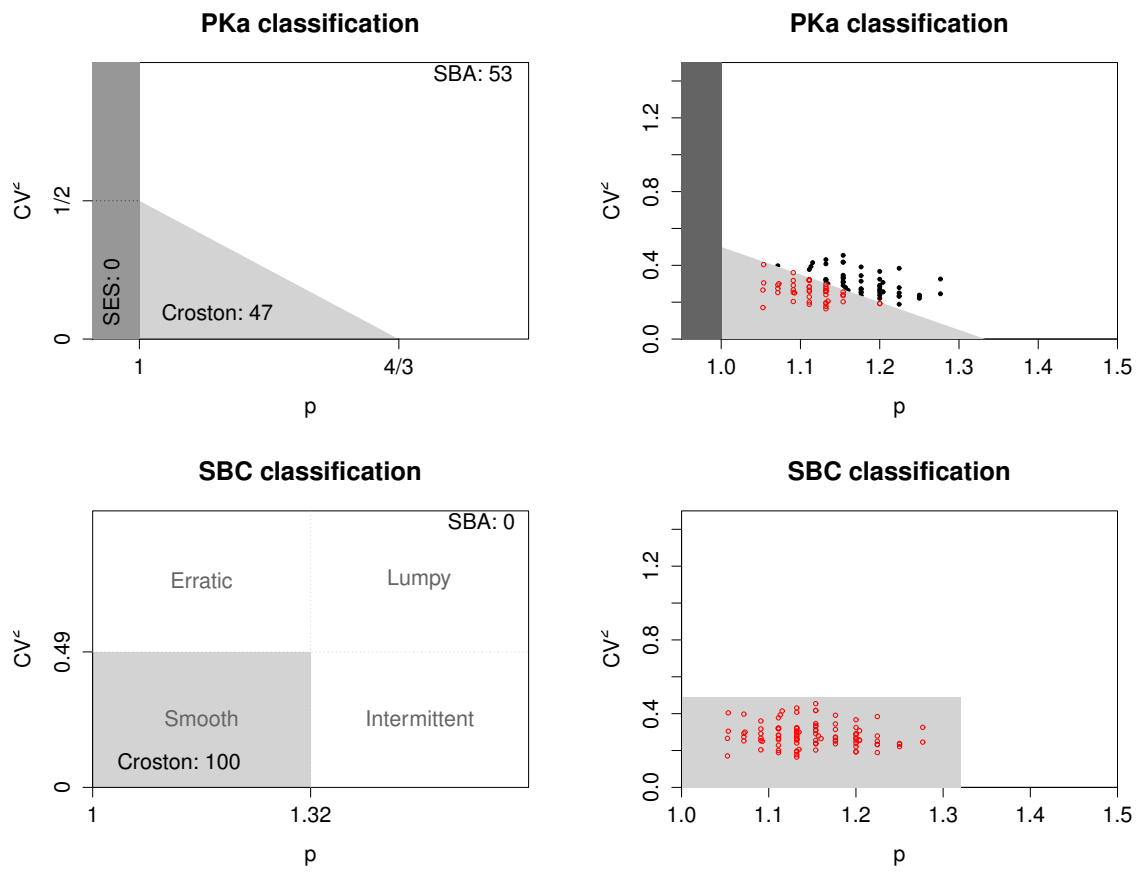 PKa classification
SBA: 53
CV²
1/2
0
SES: 0
Croston: 47
1
4/3
p
PKa classification
CV²
1.2
0.8
0.4
0.0
1.0
1.1
1.2
1.3
1.4
1.5
p
SBC classification
SBA: 0
Erratic
Lumpy
CV²
0.49
0
Smooth
Intermittent
Croston: 100
1
1.32
p
SBC classification
CV²
1.2
0.8
0.4
0.0
1.0
1.1
1.2
1.3
1.4
1.5
p